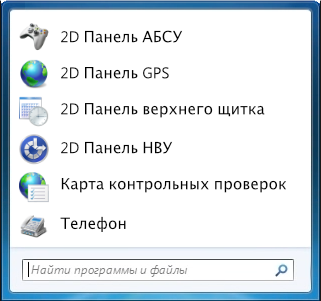 2D Панель АБСУ
2D Панель GPS
2D Панель верхнего щитка
2D Панель НВУ
Карта контрольных проверок
Телефон
Найти программы и файлы